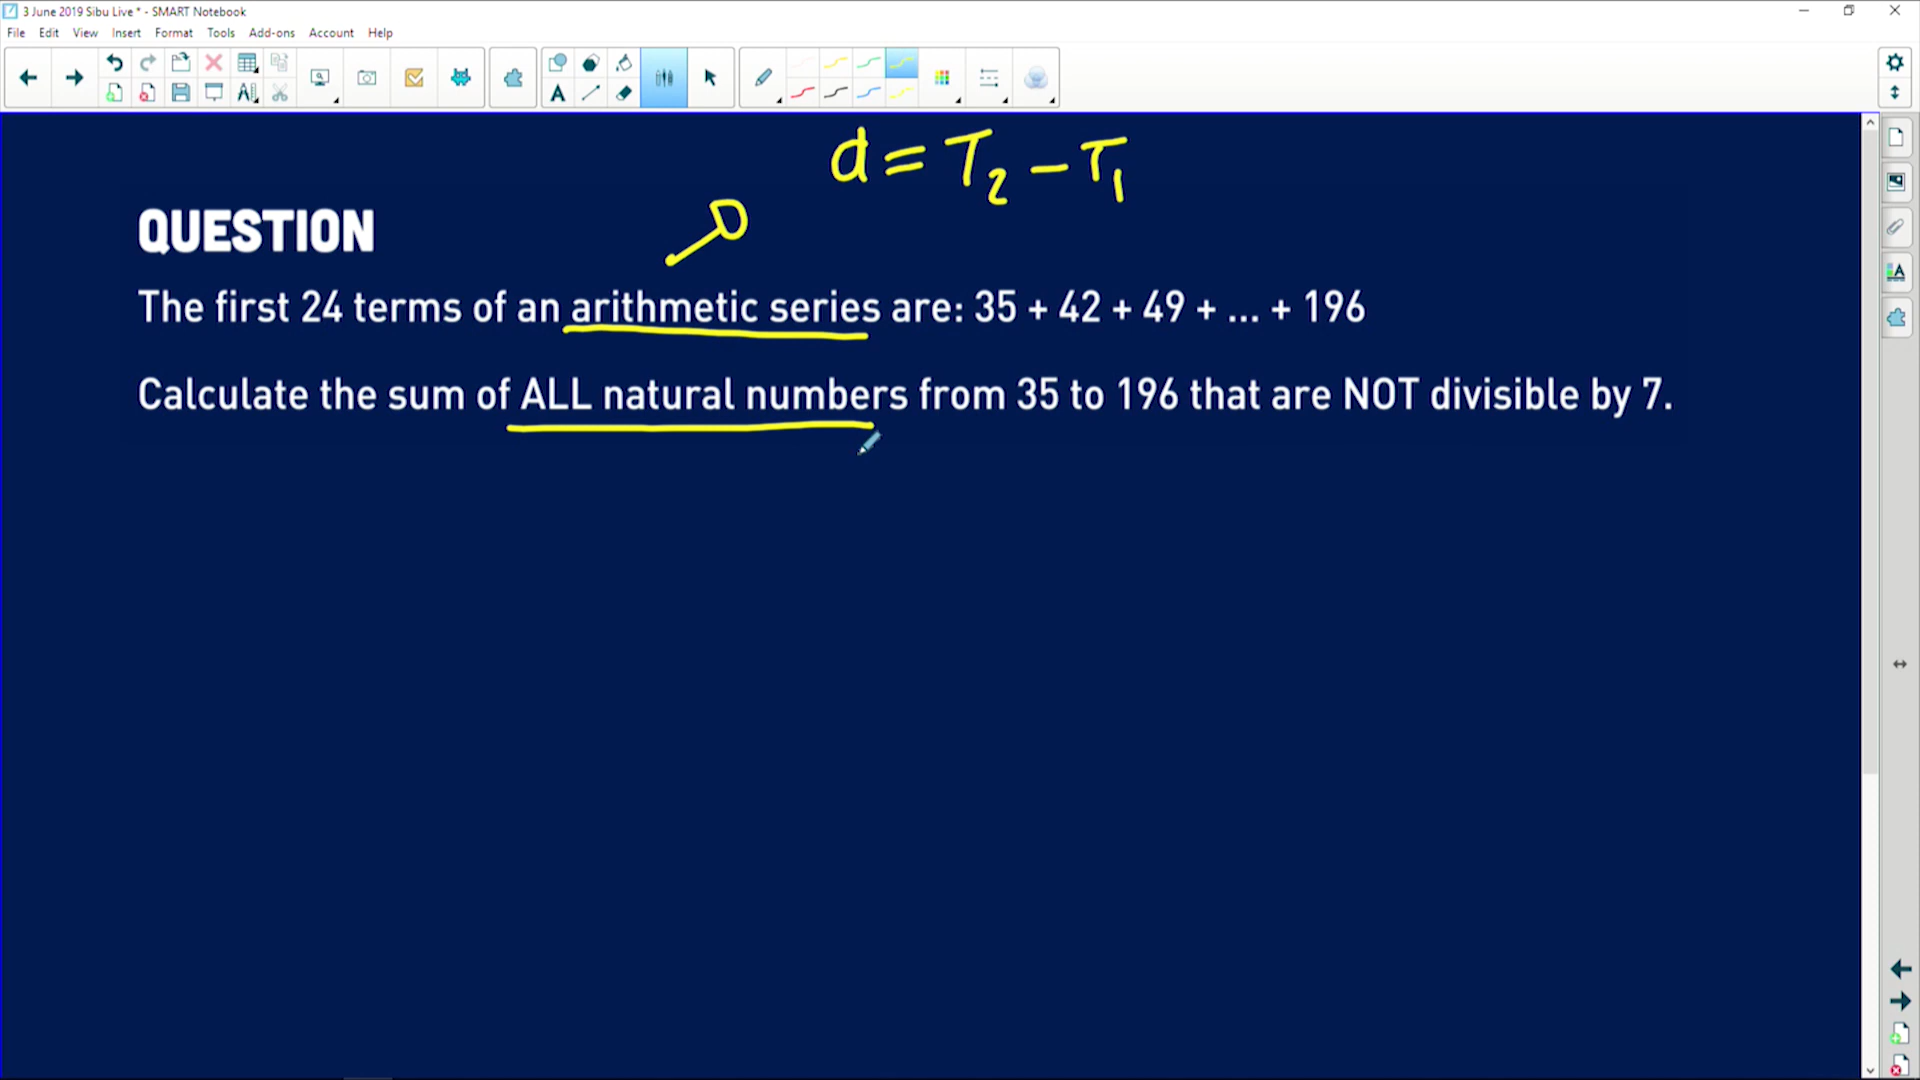 3 June 2019 Sibu Live * - SMART Notebook
File Edit View Insert Format Tools Add-ons Account Help
d = T₂ - T₁
QUESTION
The first 24 terms of an arithmetic series are: 35 + 42 + 49 + ... + 196
Calculate the sum of ALL natural numbers from 35 to 196 that are NOT divisible by 7.